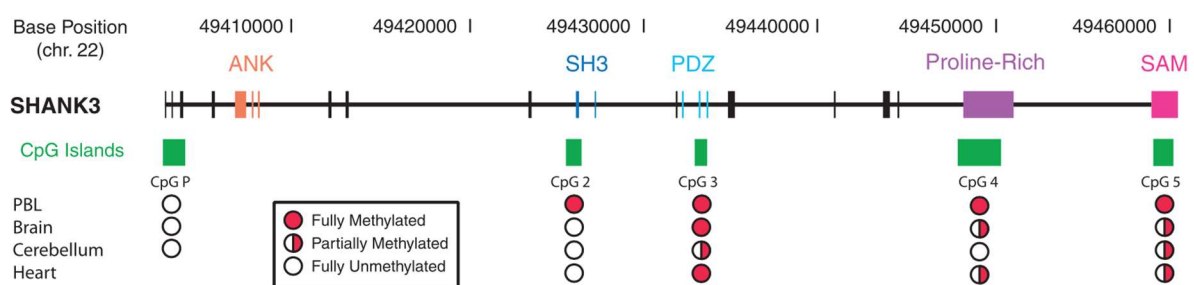 Base Position (chr. 22)
49410000 49420000 49430000 49440000 49450000 49460000
ANK SH3 PDZ Proline-Rich SAM
SHANK3
CpG Islands
CpG P CpG 2 CpG 3 CpG 4 CpG 5
PBL
Brain
Cerebellum
Heart
Fully Methylated
Partially Methylated
Fully Unmethylated